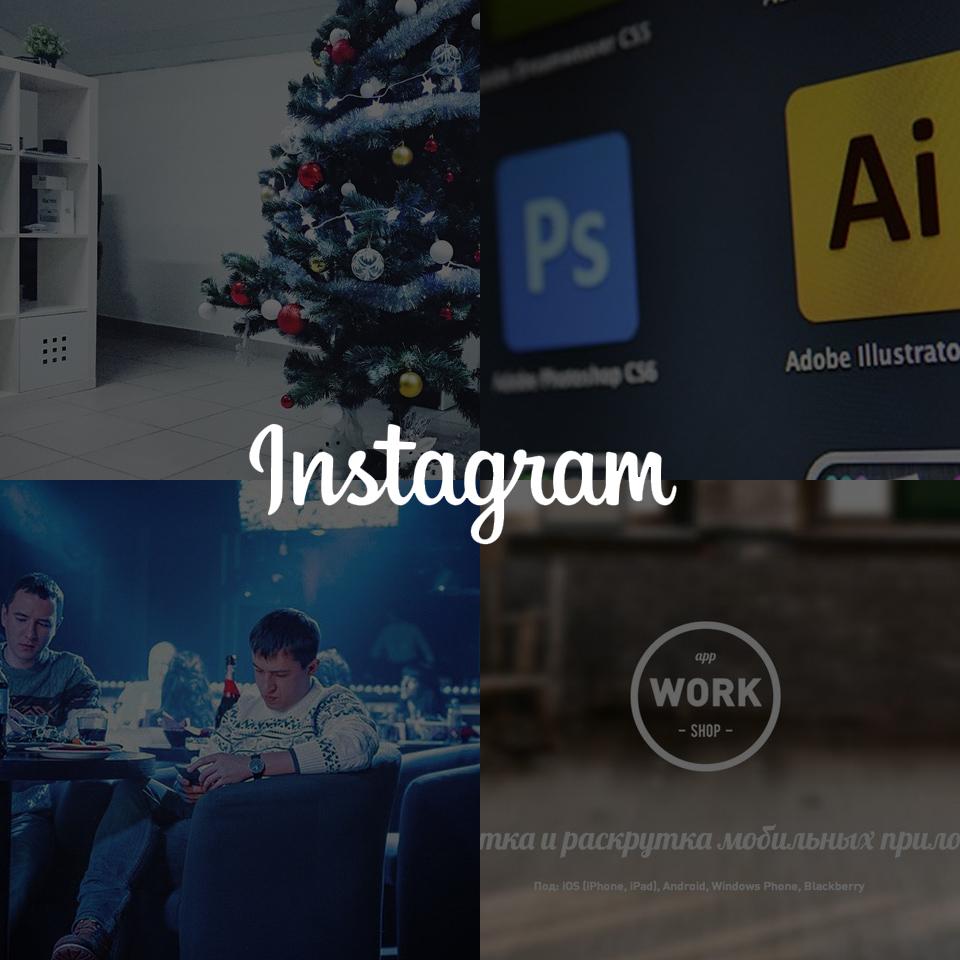 Adobe Dreamweaver CS5
Ps
Ai
Adobe Photoshop CS6
Adobe Illustrato
Instagram
app
WORK
– SHOP –
тка и раскрутка мобильных прило
Под: iOS (iPhone, iPad), Android, Windows Phone, Blackberry